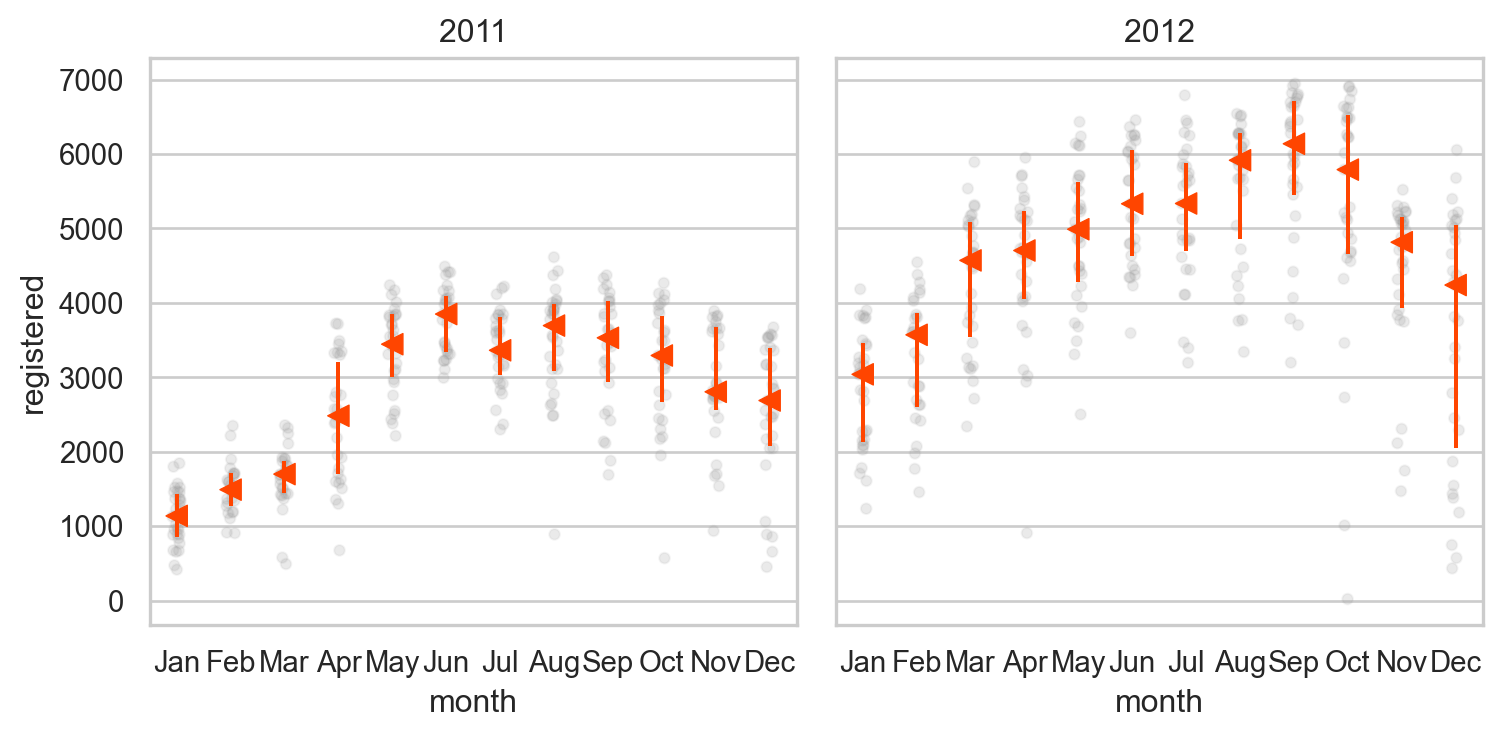 2011 2012
7000
6000
5000
4000
3000
2000
1000
0
registered
Jan Feb Mar Apr May Jun Jul Aug Sep Oct Nov Dec
Jan Feb Mar Apr May Jun Jul Aug Sep Oct Nov Dec
month month